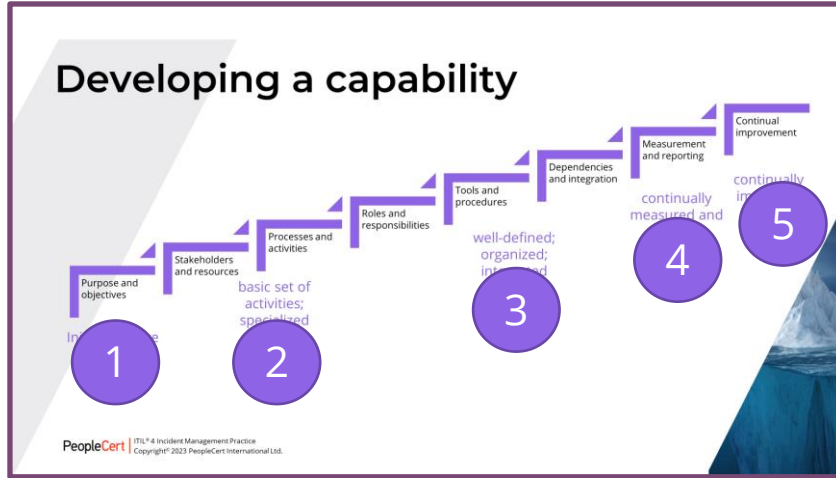 Developing a capability
Purpose and
objectives
1
Stakeholders
and resources
Processes and
activities
basic set of
activities;
2
Roles and
responsibilities
Tools and
procedures
well-defined;
organized;
3
Dependencies
and integration
Measurement
and reporting
continually
measured and
4
Continual
improvement
continually
5
PeopleCert
ITIL® 4 Incident Management Practice
Copyright© 2023 PeopleCert International Ltd.